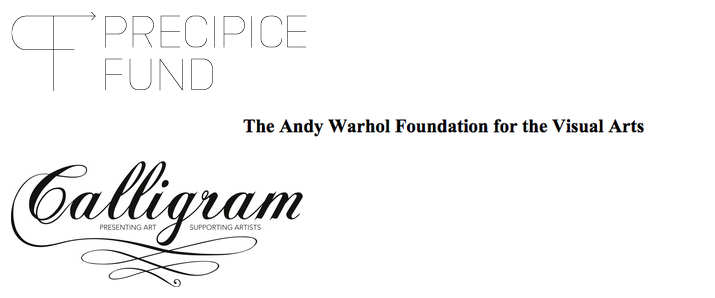 PRECIPICE
FUND
The Andy Warhol Foundation for the Visual Arts
Calligram
PRESENTING ART SUPPORTING ARTISTS